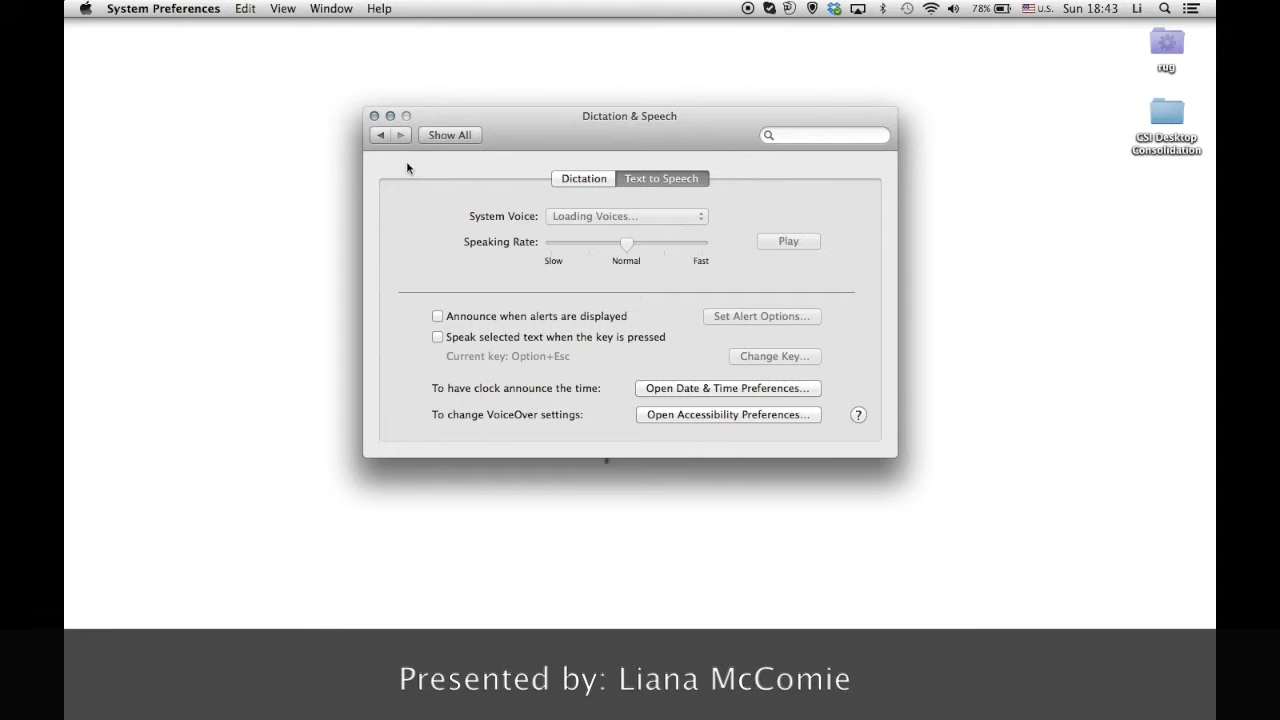 System Preferences Edit View Window Help 78% U.S. Sun 18:43 Li
rug
CSI Desktop
Consolidation
Dictation & Speech
Show All
Dictation Text to Speech
System Voice: Loading Voices...
Speaking Rate: Play
Slow Normal Fast
Announce when alerts are displayed Set Alert Options...
Speak selected text when the key is pressed
Current key: Option+Esc Change Key...
To have clock announce the time: Open Date & Time Preferences...
To change VoiceOver settings: Open Accessibility Preferences... ?
Presented by: Liana McComie